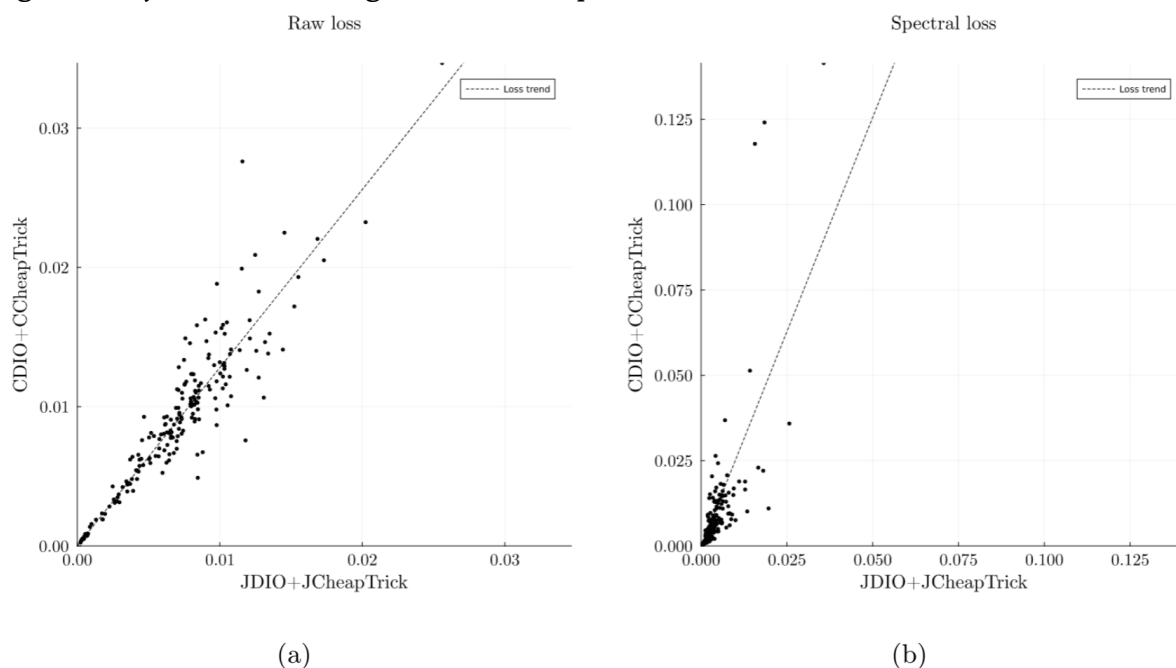 Raw loss
Loss trend
0.03
0.02
0.01
0.00
CDIO+CCheapTrick
0.00 0.01 0.02 0.03
JDIO+JCheapTrick
(a)
Spectral loss
Loss trend
0.125
0.100
0.075
0.050
0.025
0.000
CDIO+CCheapTrick
0.000 0.025 0.050 0.075 0.100 0.125
JDIO+JCheapTrick
(b)